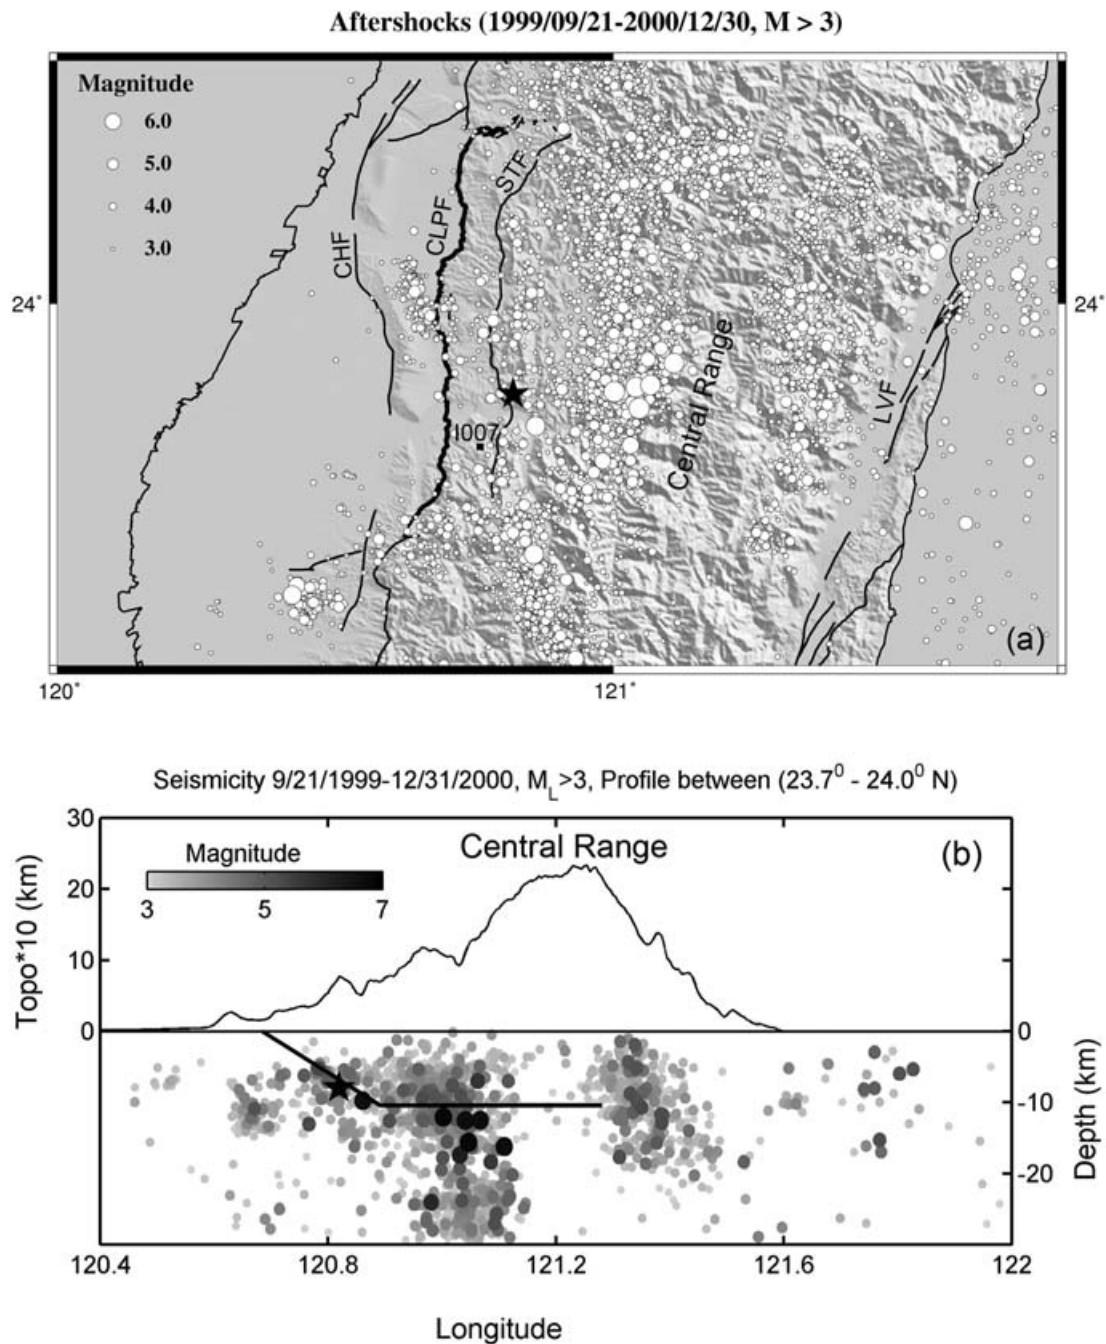 Aftershocks (1999/09/21-2000/12/30, M > 3)
Magnitude
6.0
5.0
4.0
3.0
CHF
CLPF
STF
24˚
24˚
LVF
Central Range
I007
(a)
120˚
121˚
Seismicity 9/21/1999-12/31/2000, M_L>3, Profile between (23.7⁰ - 24.0⁰ N)
30
20
10
0
Topo*10 (km)
Magnitude
3 5 7
Central Range
(b)
0
-10
-20
Depth (km)
120.4 120.8 121.2 121.6 122
Longitude